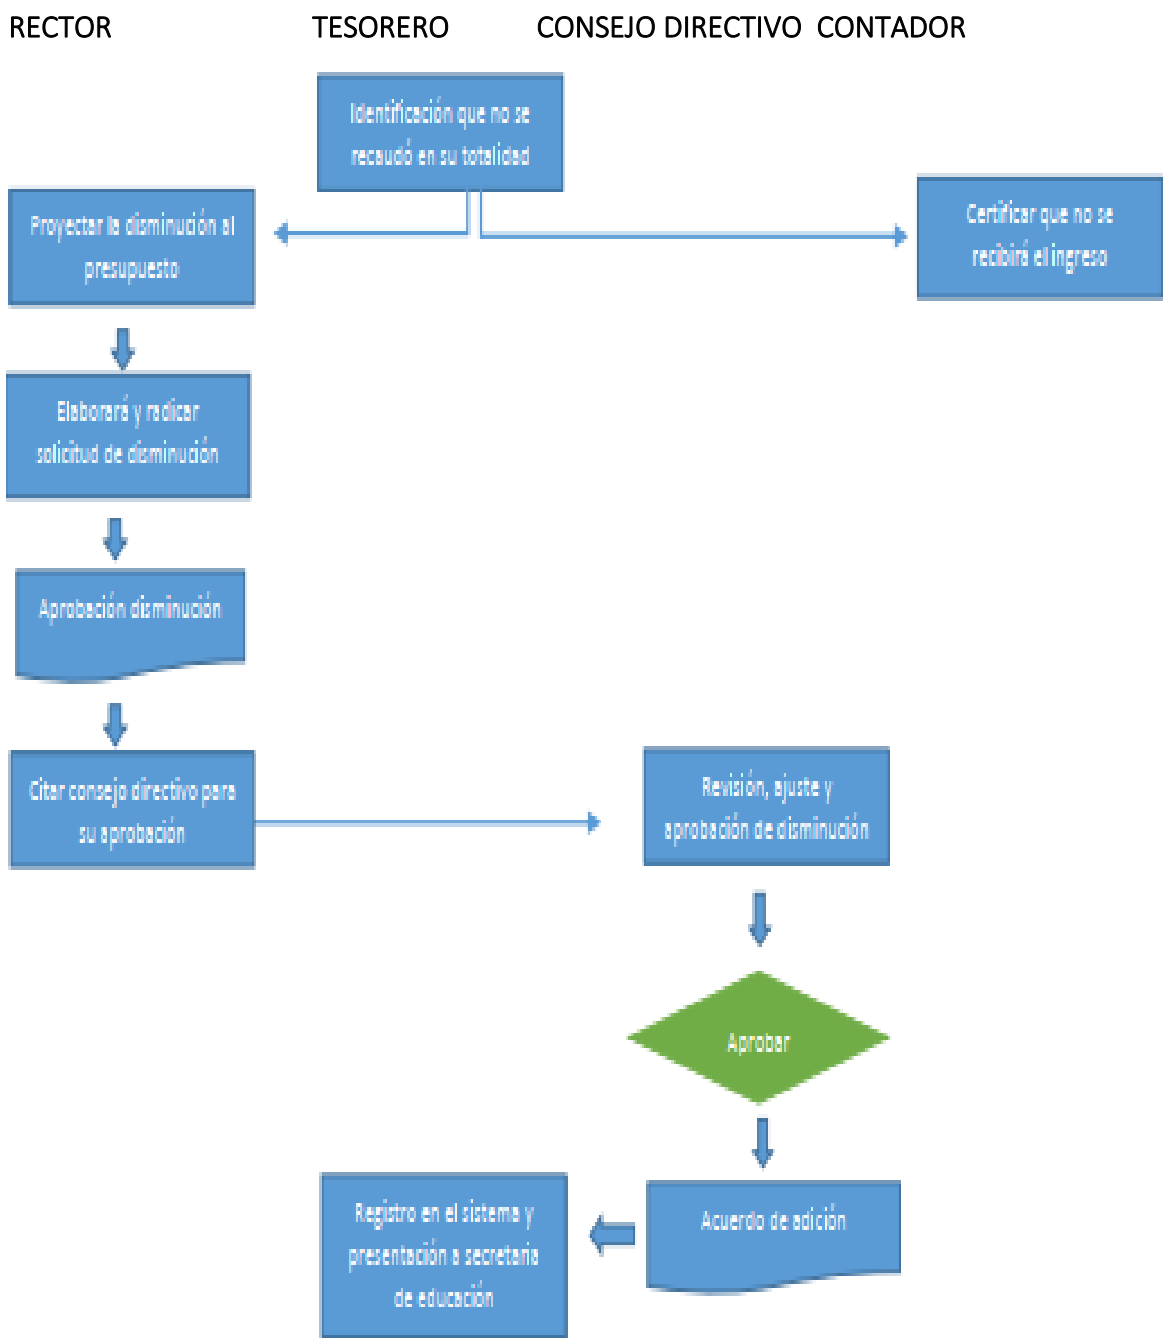 RECTOR TESORERO CONSEJO DIRECTIVO CONTADOR
Identificación que no se
recaudó en su totalidad
Proyectar la disminución al
presupuesto
Certificar que no se
recibirá el ingreso
Elaborará y radicar
solicitud de disminución
Aprobación disminución
Citar consejo directivo para
su aprobación
Revisión, ajuste y
aprobación de disminución
Aprobar
Acuerdo de adición
Registro en el sistema y
presentación a secretaria
de educación